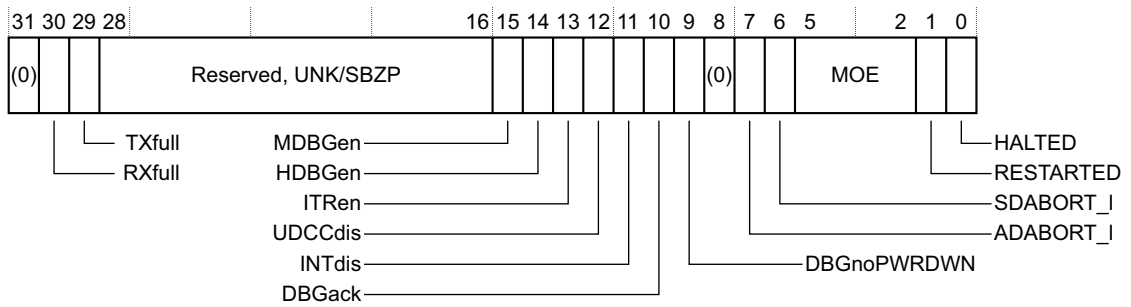 31 30 29 28 16 15 14 13 12 11 10 9 8 7 6 5 2 1 0
(0) Reserved, UNK/SBZP (0) MOE
TXfull MDBGen HALTED
RXfull HDBGen RESTARTED
ITRen SDABORT_l
UDCCdis ADABORT_l
INTdis DBGnoPWRDWN
DBGack